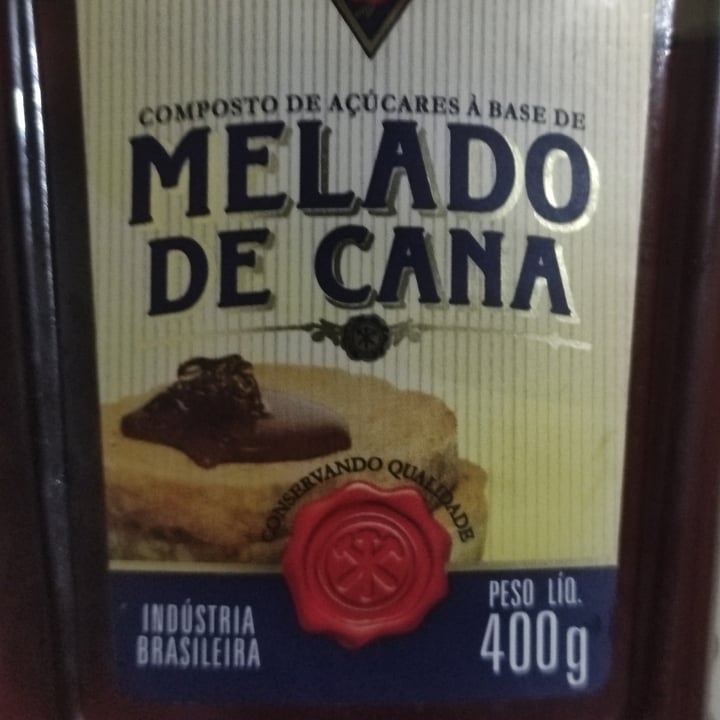 COMPOSTO DE AÇÚCARES À BASE DE
MELADO
DE CANA
CONSERVANDO QUALIDADE
INDÚSTRIA
BRASILEIRA
PESO LÍQ.
400g